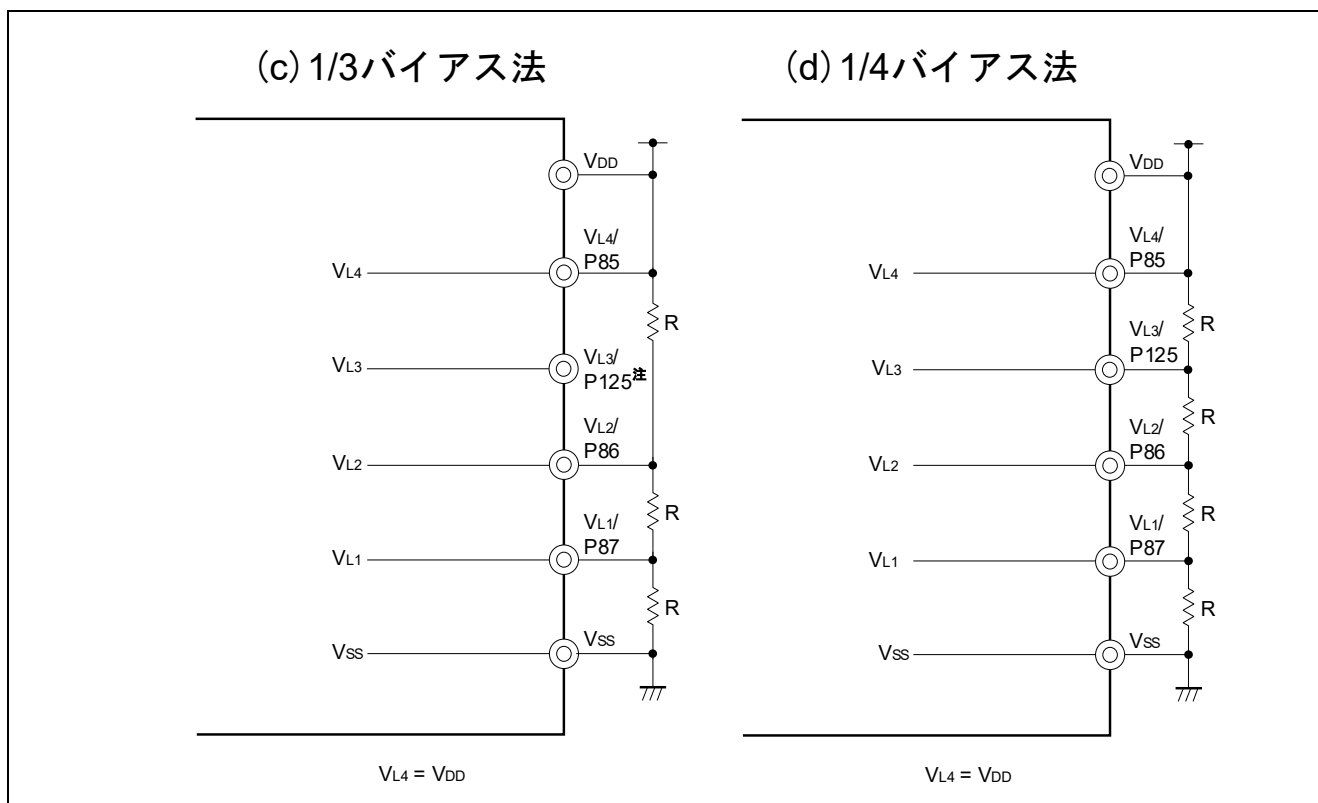 (c) 1/3バイアス法
VDD
VL4/
P85
VL4
R
VL3/
P125注
VL3
VL2/
P86
VL2
R
VL1/
P87
VL1
R
VSS
VSS
VL4 = VDD
(d) 1/4バイアス法
VDD
VL4/
P85
VL4
R
VL3/
P125
VL3
R
VL2/
P86
VL2
R
VL1/
P87
VL1
R
VSS
VSS
VL4 = VDD